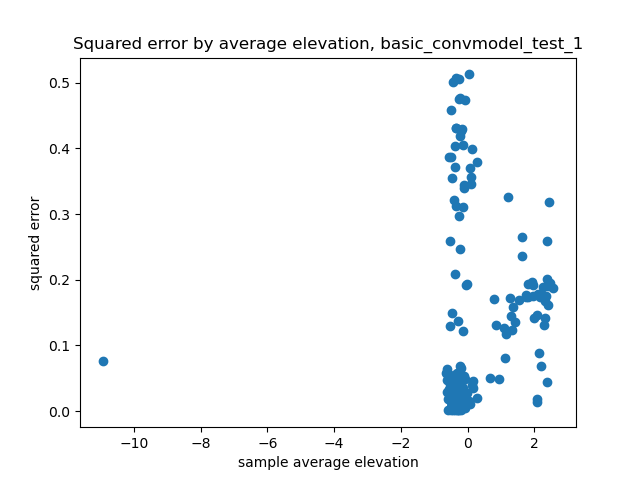 Squared error by average elevation, basic_convmodel_test_1
squared error
0.5
0.4
0.3
0.2
0.1
0.0
−10 −8 −6 −4 −2 0 2
sample average elevation